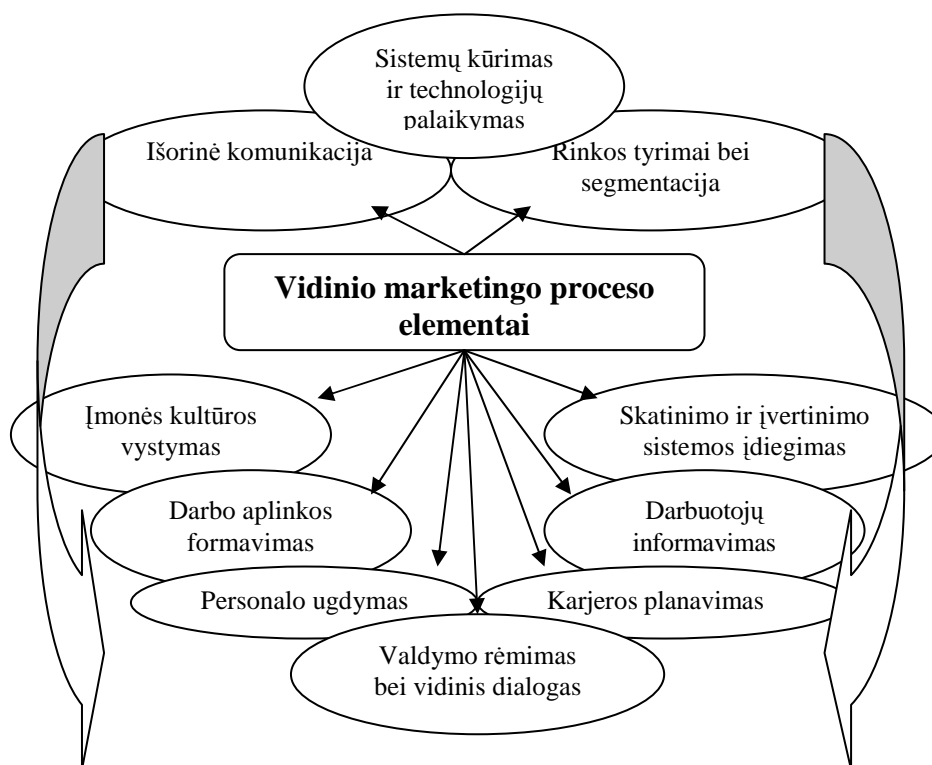 Sistemų kūrimas
ir technologijų
palaikymas
Išorinė komunikacija
Rinkos tyrimai bei
segmentacija
Vidinio marketingo proceso
elementai
Įmonės kultūros
vystymas
Skatinimo ir įvertinimo
sistemos įdiegimas
Darbo aplinkos
formavimas
Darbuotojų
informavimas
Personalo ugdymas
Karjeros planavimas
Valdymo rėmimas
bei vidinis dialogas